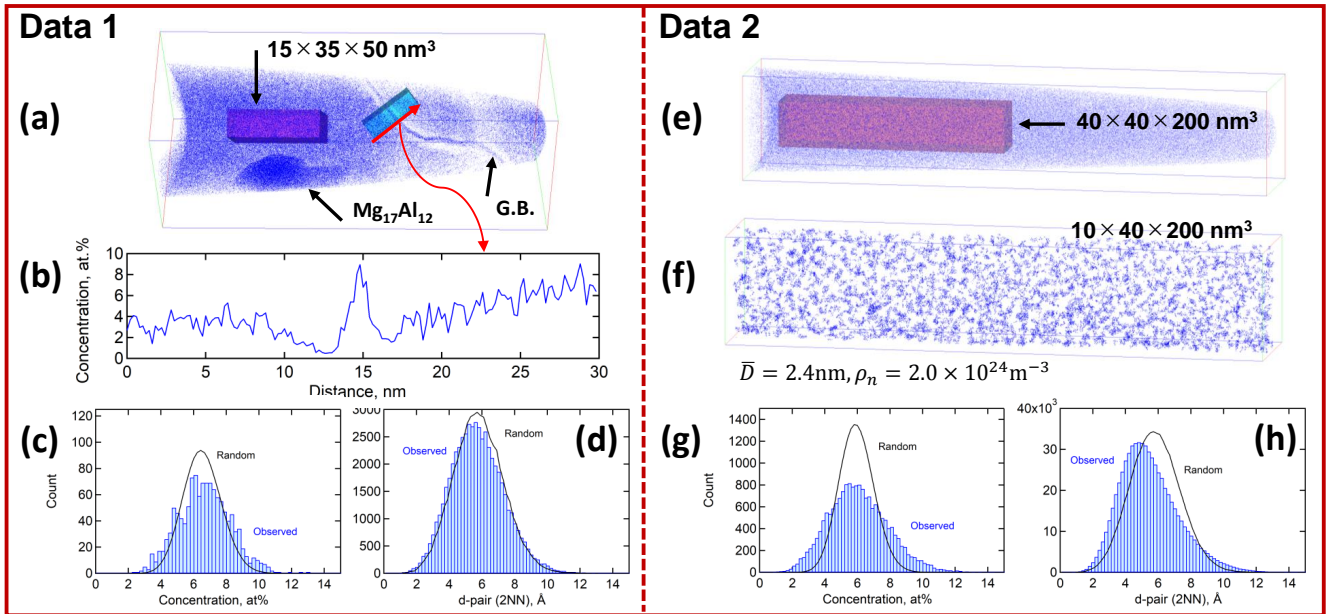 Data 1
15×35×50 nm³
(a)
Mg₁₇Al₁₂
G.B.
(b)
Concentration, at.%
10
8
6
4
2
0
0 5 10 15 20 25 30
Distance, nm
(c)
Count
120
100
80
60
40
20
0
Random
Observed
0 2 4 6 8 10 12 14
Concentration, at%
(d)
3000
2500
2000
1500
1000
500
0
Observed
Random
0 2 4 6 8 10 12 14
d-pair (2NN), Å
Data 2
(e)
40×40×200 nm³
10×40×200 nm³
(f)
D̅ = 2.4nm, ρₙ = 2.0 × 10²⁴m⁻³
(g)
Count
1400
1200
1000
800
600
400
200
0
Random
Observed
0 2 4 6 8 10 12 14
Concentration, at%
(h)
40x10³
30
20
10
0
Observed
Random
0 2 4 6 8 10 12 14
d-pair (2NN), Å